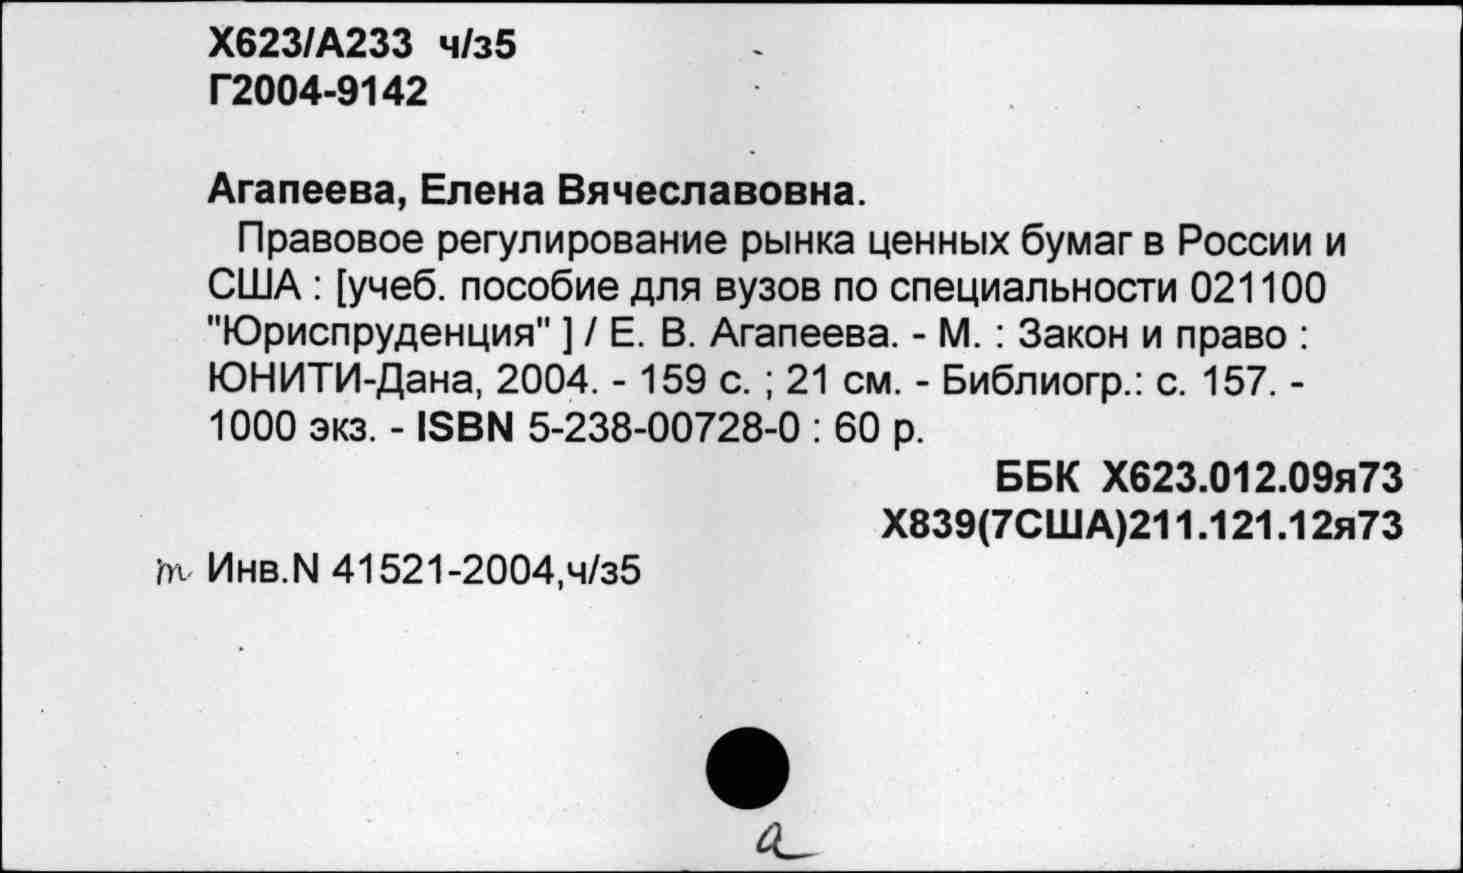 Х623/А233 ч/з5
Г2004-9142
Агапеева, Елена Вячеславовна.
Правовое регулирование рынка ценных бумаг в России и
США : [учеб. пособие для вузов по специальности 021100
"Юриспруденция" ] / Е. В. Агапеева. - М. : Закон и право :
ЮНИТИ-Дана, 2004. - 159 с. ; 21 см. - Библиогр.: с. 157. -
1000 экз. - ISBN 5-238-00728-0 : 60 р.
ББК Х623.012.09я73
Х839(7США)211.121.12я73
m Инв.N 41521-2004,ч/з5
a